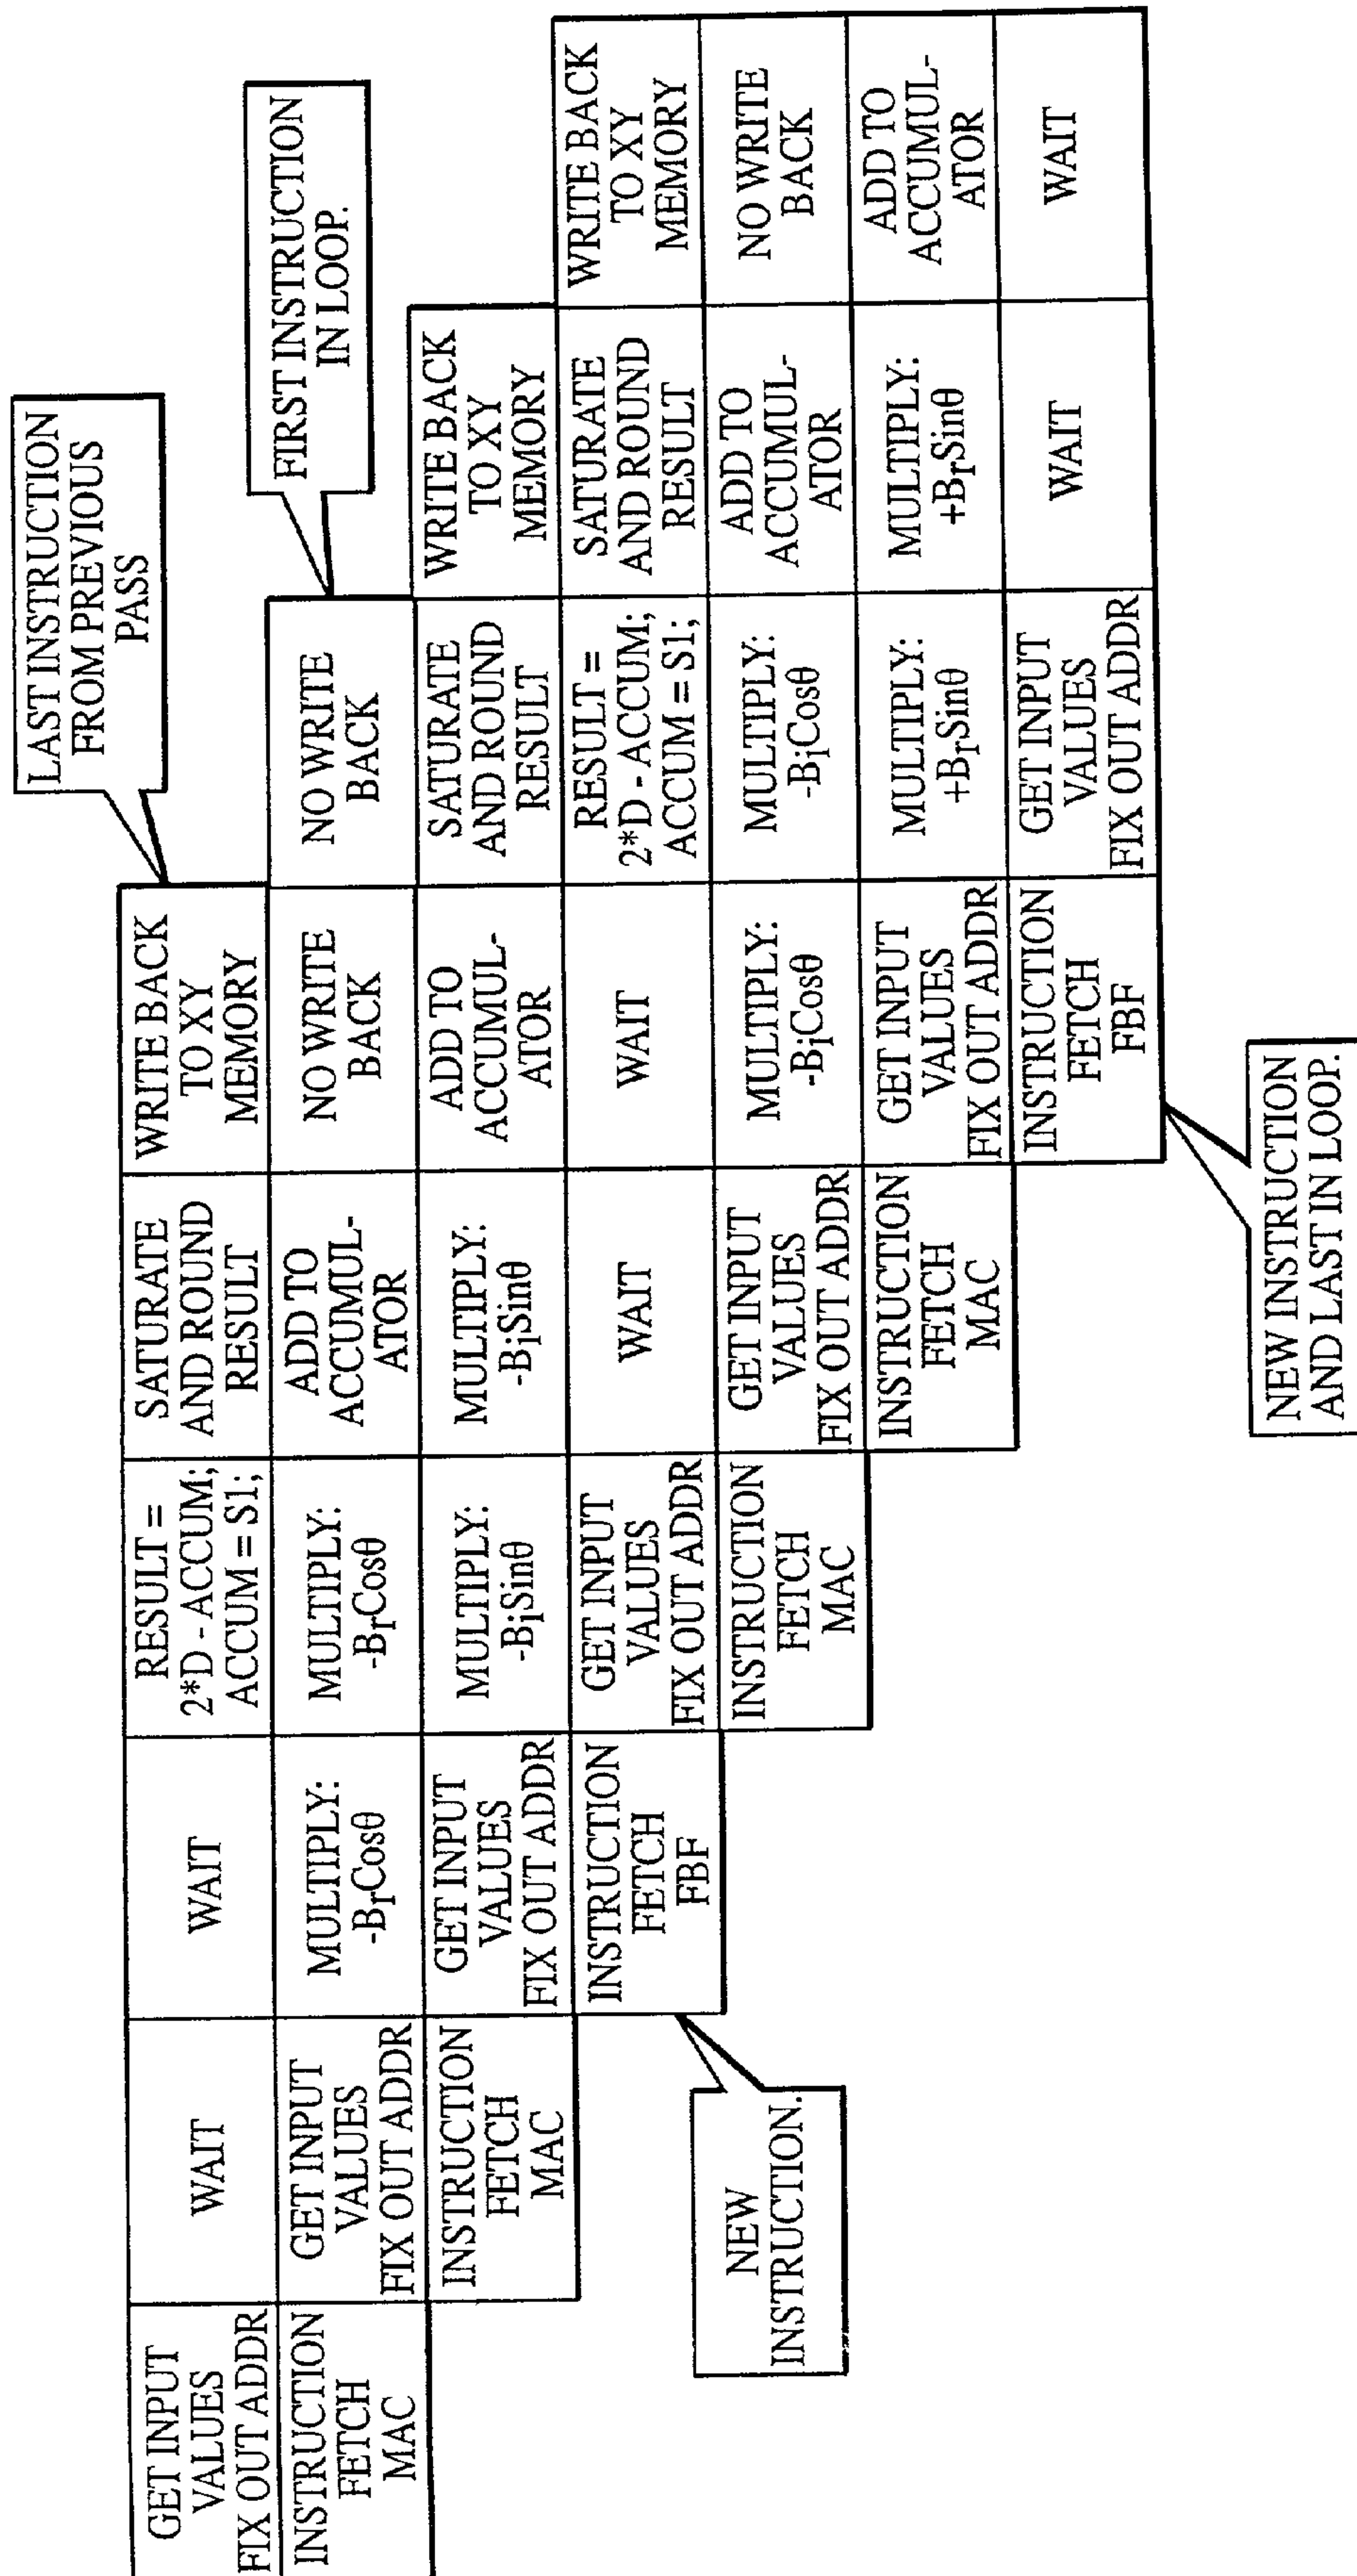 LAST INSTRUCTION
FROM PREVIOUS
PASS
GET INPUT
VALUES
FIX OUT ADDR
WAIT
WAIT
RESULT =
2*D - ACCUM;
ACCUM = S1;
SATURATE
AND ROUND
RESULT
WRITE BACK
TO XY
MEMORY
FIRST INSTRUCTION
IN LOOP.
INSTRUCTION
FETCH
MAC
GET INPUT
VALUES
FIX OUT ADDR
MULTIPLY:
-BrCosθ
MULTIPLY:
-BrCosθ
ADD TO
ACCUMUL-
ATOR
NO WRITE
BACK
NO WRITE
BACK
INSTRUCTION
FETCH
MAC
GET INPUT
VALUES
FIX OUT ADDR
MULTIPLY:
-BjSinθ
MULTIPLY:
-BjSinθ
ADD TO
ACCUMUL-
ATOR
SATURATE
AND ROUND
RESULT
WRITE BACK
TO XY
MEMORY
INSTRUCTION
FETCH
FBF
GET INPUT
VALUES
FIX OUT ADDR
WAIT
WAIT
RESULT =
2*D - ACCUM;
ACCUM = S1;
SATURATE
AND ROUND
RESULT
WRITE BACK
TO XY
MEMORY
NEW
INSTRUCTION.
INSTRUCTION
FETCH
MAC
GET INPUT
VALUES
FIX OUT ADDR
MULTIPLY:
-BjCosθ
MULTIPLY:
-BjCosθ
ADD TO
ACCUMUL-
ATOR
NO WRITE
BACK
INSTRUCTION
FETCH
MAC
GET INPUT
VALUES
FIX OUT ADDR
MULTIPLY:
+BrSinθ
MULTIPLY:
+BrSinθ
ADD TO
ACCUMUL-
ATOR
INSTRUCTION
FETCH
FBF
GET INPUT
VALUES
FIX OUT ADDR
WAIT
WAIT
NEW INSTRUCTION
AND LAST IN LOOP.